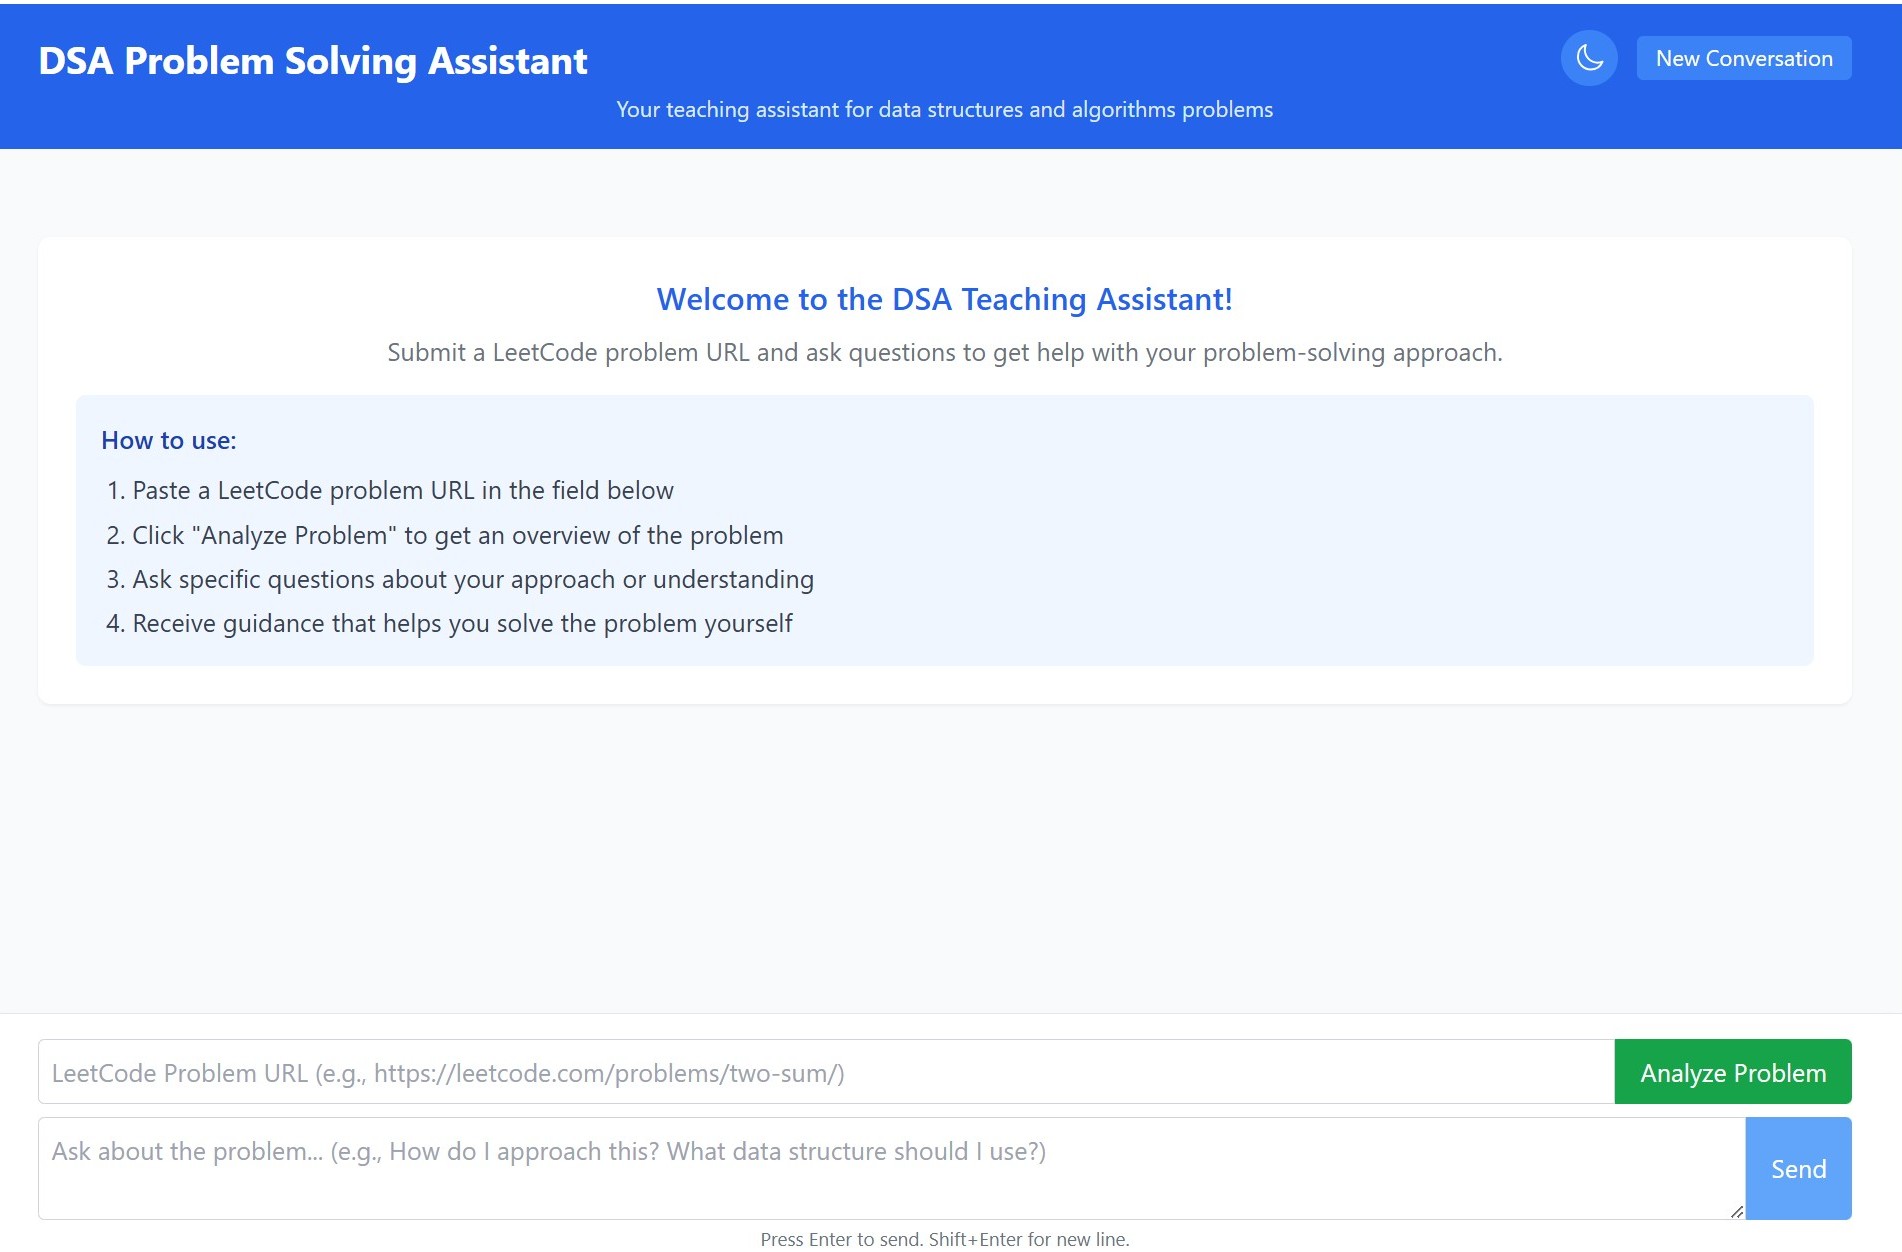 DSA Problem Solving Assistant
New Conversation
Your teaching assistant for data structures and algorithms problems
Welcome to the DSA Teaching Assistant!
Submit a LeetCode problem URL and ask questions to get help with your problem-solving approach.
How to use:
1. Paste a LeetCode problem URL in the field below
2. Click "Analyze Problem" to get an overview of the problem
3. Ask specific questions about your approach or understanding
4. Receive guidance that helps you solve the problem yourself
LeetCode Problem URL (e.g., https://leetcode.com/problems/two-sum/)
Analyze Problem
Ask about the problem... (e.g., How do I approach this? What data structure should I use?)
Send
Press Enter to send. Shift+Enter for new line.